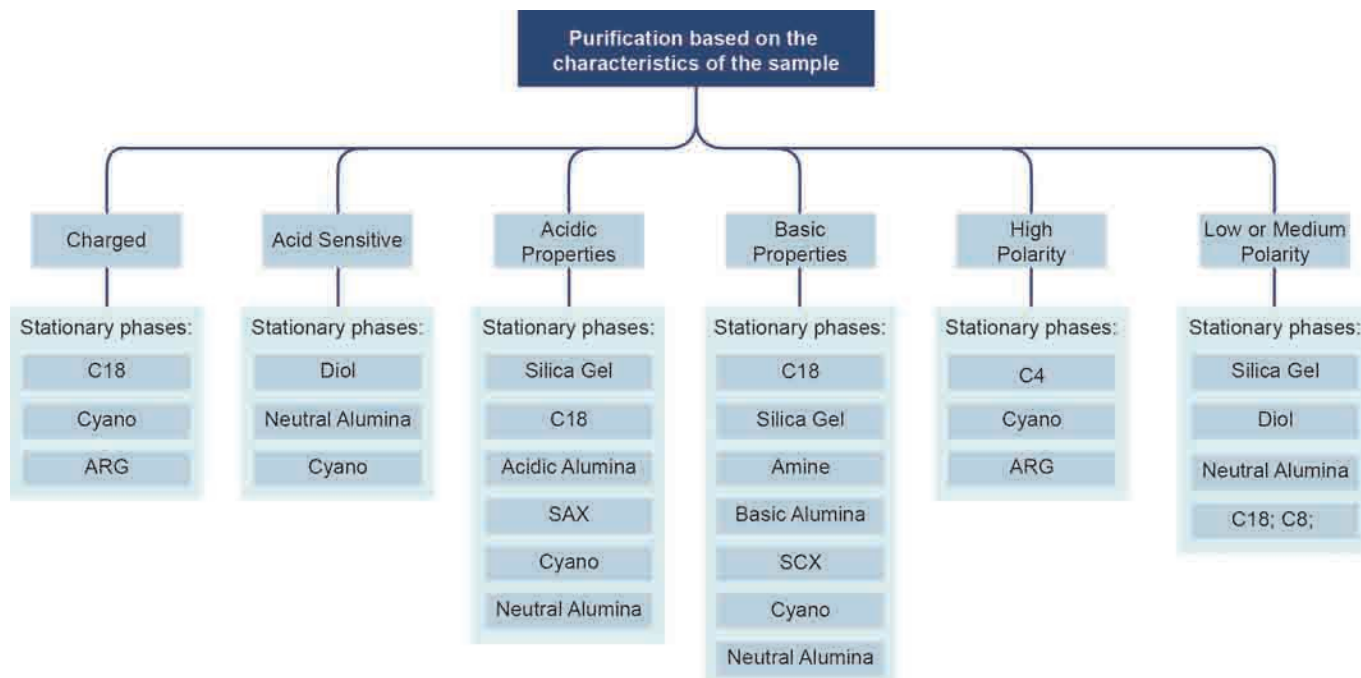 Purification based on the
characteristics of the sample
Charged
Acid Sensitive
Acidic
Properties
Basic
Properties
High
Polarity
Low or Medium
Polarity
Stationary phases:
C18
Cyano
ARG
Stationary phases:
Diol
Neutral Alumina
Cyano
Stationary phases:
Silica Gel
C18
Acidic Alumina
SAX
Cyano
Neutral Alumina
Stationary phases:
C18
Silica Gel
Amine
Basic Alumina
SCX
Cyano
Neutral Alumina
Stationary phases:
C4
Cyano
ARG
Stationary phases:
Silica Gel
Diol
Neutral Alumina
C18; C8;